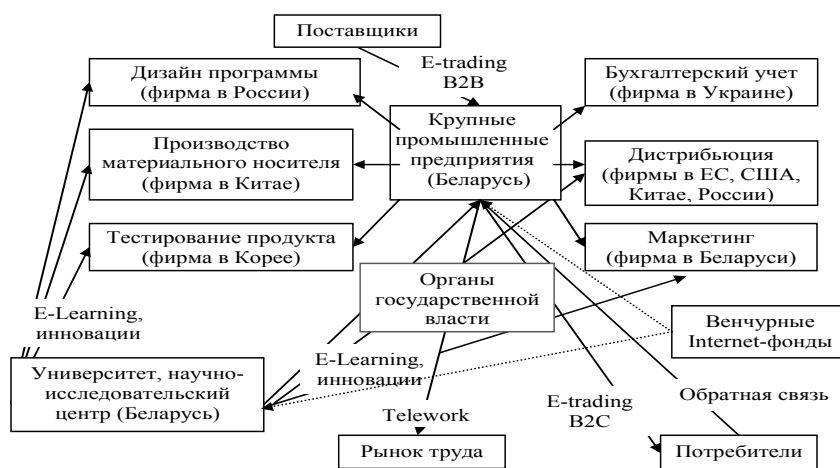 Поставщики
E-trading
B2B
Дизайн программы
(фирма в России)
Бухгалтерский учет
(фирма в Украине)
Крупные
промышленные
предприятия
(Беларусь)
Производство
материального носителя
(фирма в Китае)
Дистрибьюция
(фирмы в ЕС, США,
Китае, России)
Тестирование продукта
(фирма в Корее)
Маркетинг
(фирма в Беларуси)
Органы
государственной
власти
E-Learning,
инновации
Венчурные
Internet-фонды
Университет, научно-
исследовательский
центр (Беларусь)
E-Learning,
инновации
Telework
E-trading
B2C
Обратная связь
Рынок труда
Потребители